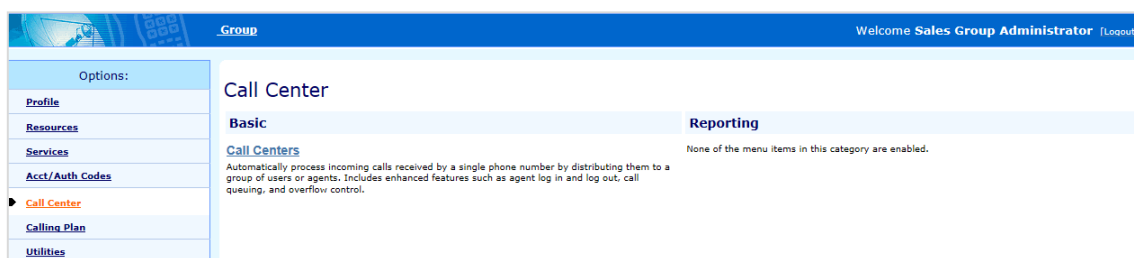 Group
Welcome Sales Group Administrator [Logout
Options:
Profile
Resources
Services
Acct/Auth Codes
Call Center
Calling Plan
Utilities
Call Center
Basic
Call Centers
Automatically process incoming calls received by a single phone number by distributing them to a
group of users or agents. Includes enhanced features such as agent log in and log out, call
queuing, and overflow control.
Reporting
None of the menu items in this category are enabled.